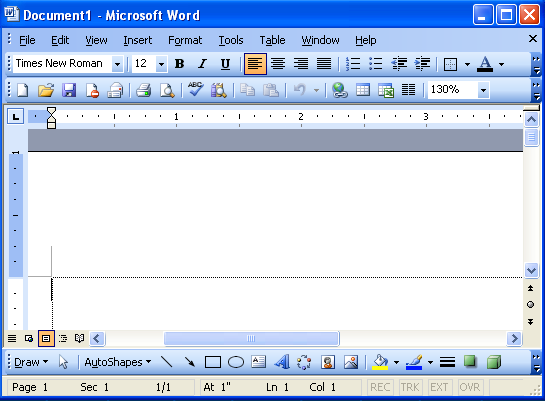 Document1 - Microsoft Word
File Edit View Insert Format Tools Table Window Help
Times New Roman 12 B I U A
ABC 130%
L 1 2 3
1
Draw AutoShapes A A
Page 1 Sec 1 1/1 At 1" Ln 1 Col 1 REC TRK EXT OVR